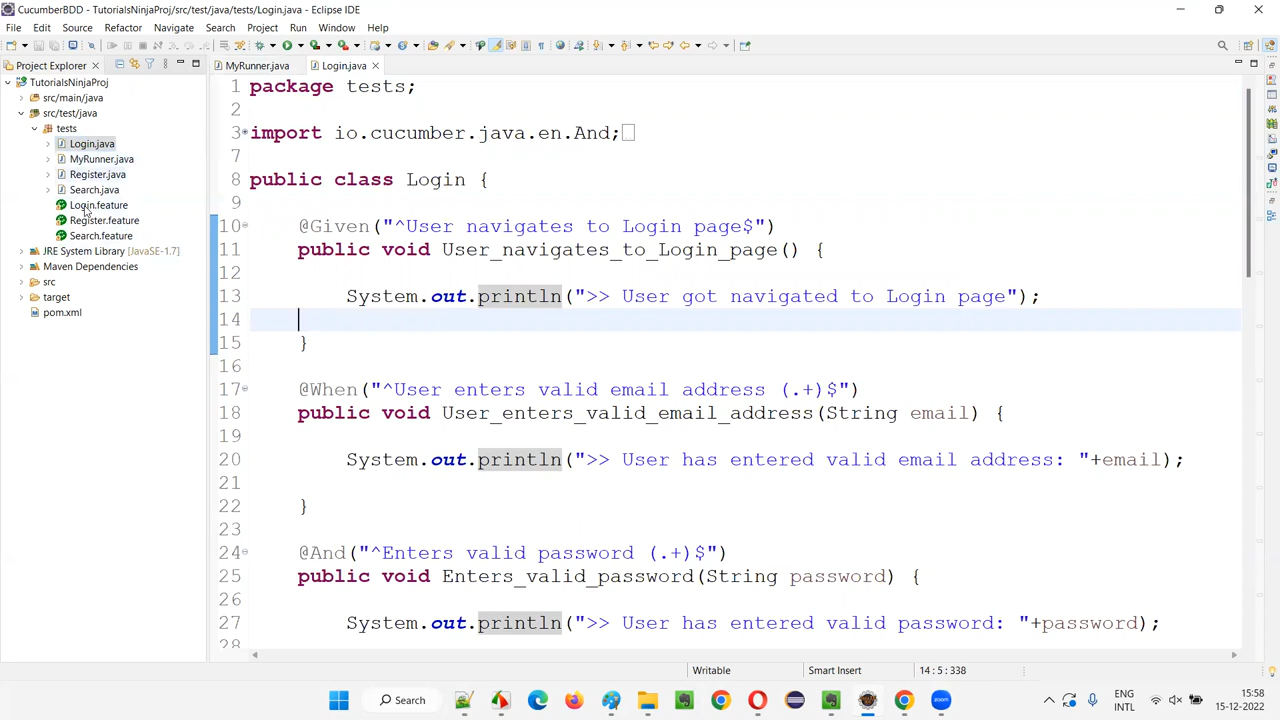 CucumberBDD - TutorialsNinjaProj/src/test/java/tests/Login.java - Eclipse IDE
File Edit Source Refactor Navigate Search Project Run Window Help
Project Explorer
MyRunner.java
Login.java
TutorialsNinjaProj
src/main/java
src/test/java
tests
Login.java
MyRunner.java
Register.java
Search.java
Login.feature
Register.feature
Search.feature
JRE System Library [JavaSE-1.7]
Maven Dependencies
src
target
pom.xml
1 package tests;
2
3 import io.cucumber.java.en.And;
7
8 public class Login {
9
10 @Given("^User navigates to Login page$")
11 public void User_navigates_to_Login_page() {
12
13 System.out.println(">> User got navigated to Login page");
14
15 }
16
17 @When("^User enters valid email address (.+)$")
18 public void User_enters_valid_email_address(String email) {
19
20 System.out.println(">> User has entered valid email address: "+email);
21
22 }
23
24 @And("^Enters valid password (.+)$")
25 public void Enters_valid_password(String password) {
26
27 System.out.println(">> User has entered valid password: "+password);
28
Writable Smart Insert 14 : 5 : 338
Search
ENG
INTL
15:58
15-12-2022